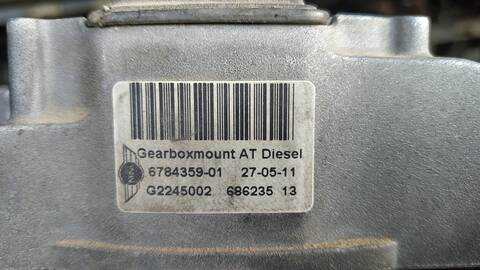 Gearboxmount AT Diesel
6784359-01 27-05-11
G2245002 686235 13